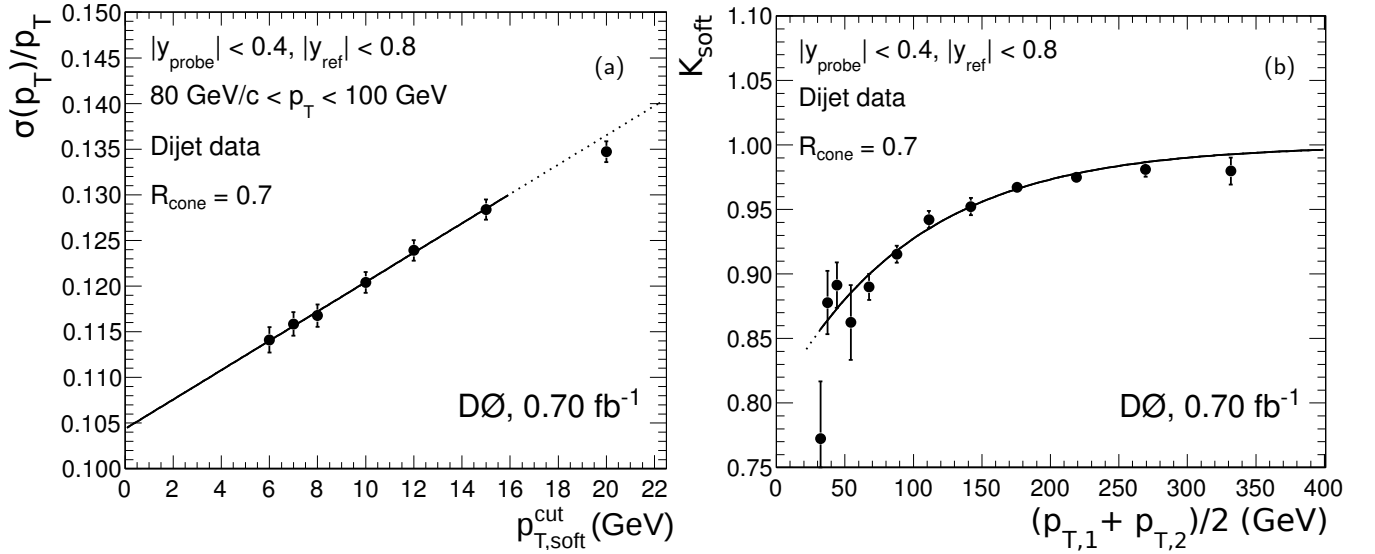 σ(p_T)/p_T
0.150
0.145
0.140
0.135
0.130
0.125
0.120
0.115
0.110
0.105
0.100
|y_probe| < 0.4, |y_ref| < 0.8
(a)
80 GeV/c < p_T < 100 GeV
Dijet data
R_cone = 0.7
DØ, 0.70 fb^-1
0 2 4 6 8 10 12 14 16 18 20 22
p_T,soft^cut (GeV)
K_soft
1.10
1.05
1.00
0.95
0.90
0.85
0.80
0.75
|y_probe| < 0.4, |y_ref| < 0.8
(b)
Dijet data
R_cone = 0.7
DØ, 0.70 fb^-1
0 50 100 150 200 250 300 350 400
(p_T,1 + p_T,2)/2 (GeV)